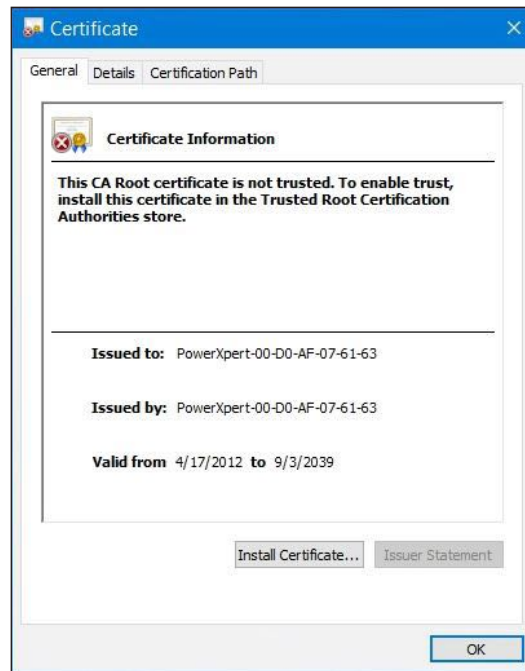 Certificate
General Details Certification Path
Certificate Information
This CA Root certificate is not trusted. To enable trust,
install this certificate in the Trusted Root Certification
Authorities store.
Issued to: PowerXpert-00-D0-AF-07-61-63
Issued by: PowerXpert-00-D0-AF-07-61-63
Valid from 4/17/2012 to 9/3/2039
Install Certificate... Issuer Statement
OK